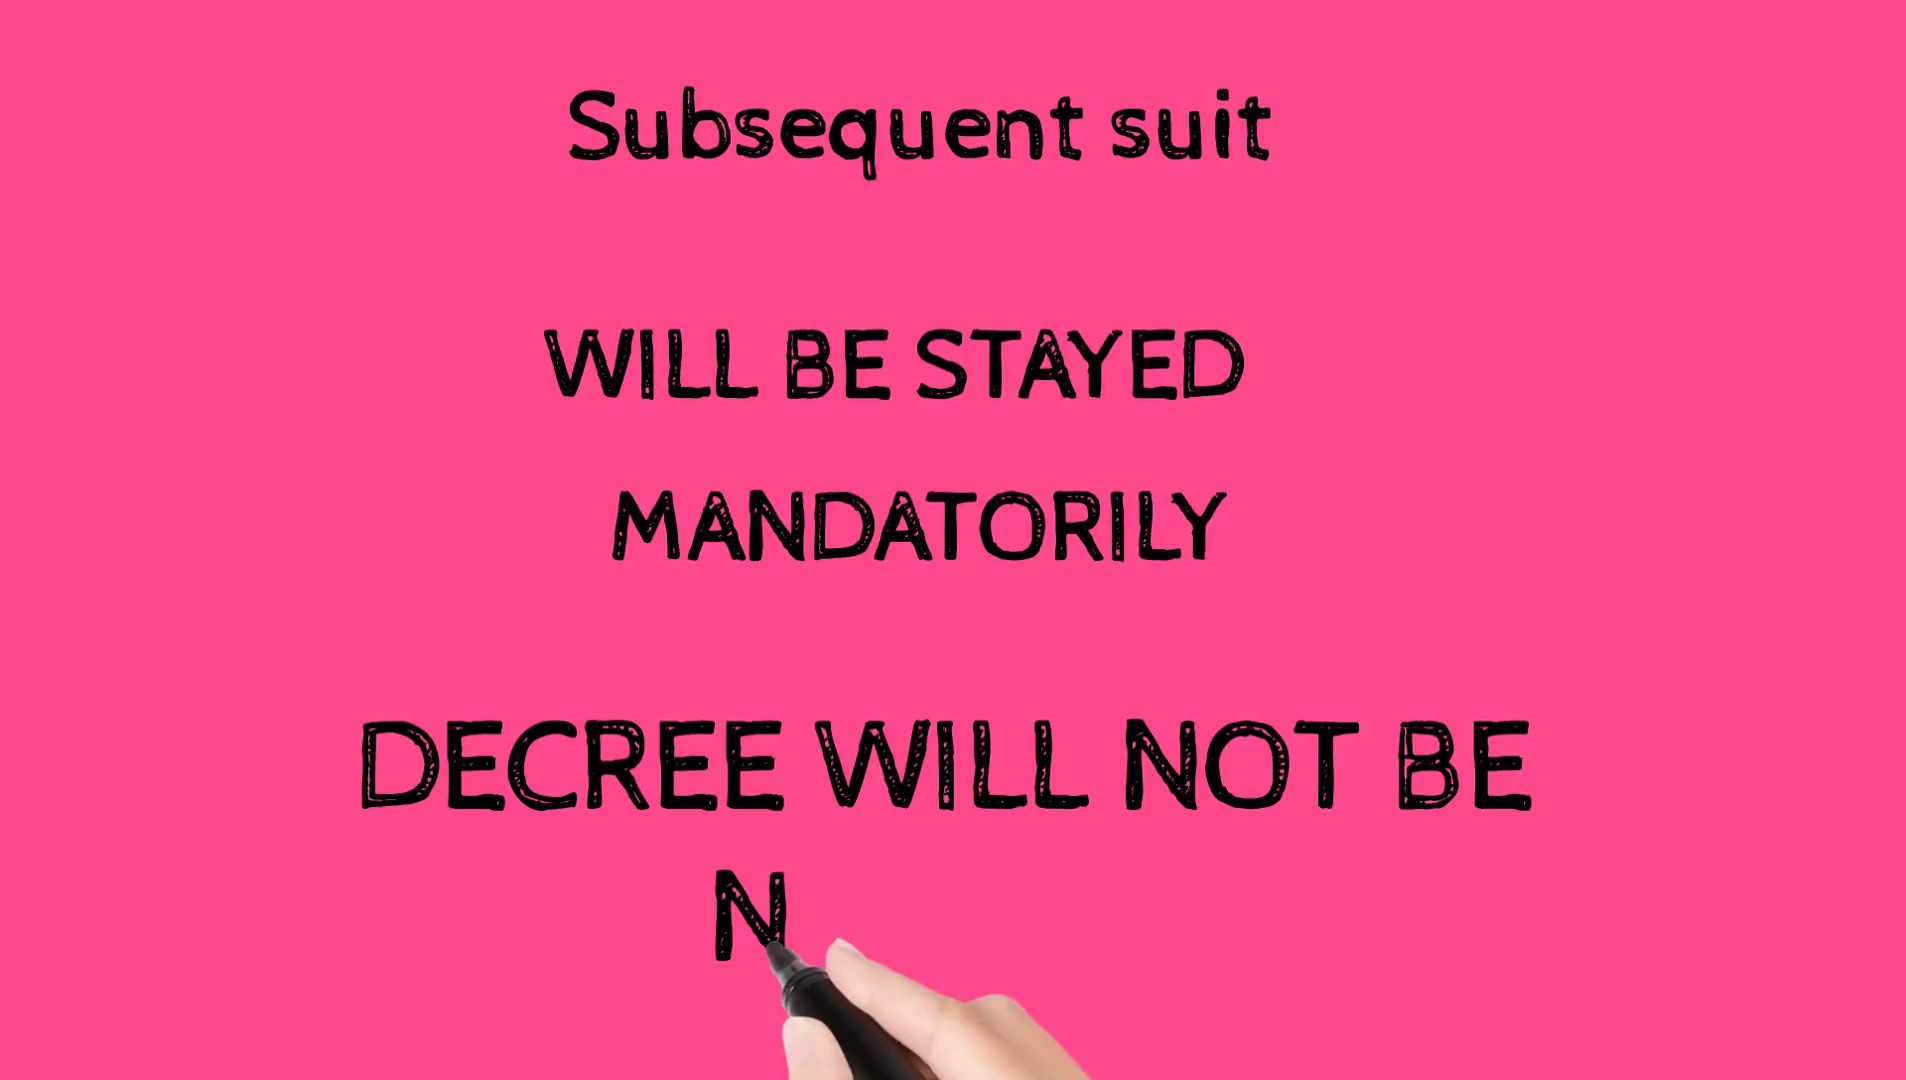 Subsequent suit
WILL BE STAYED
MANDATORILY
DECREE WILL NOT BE
N